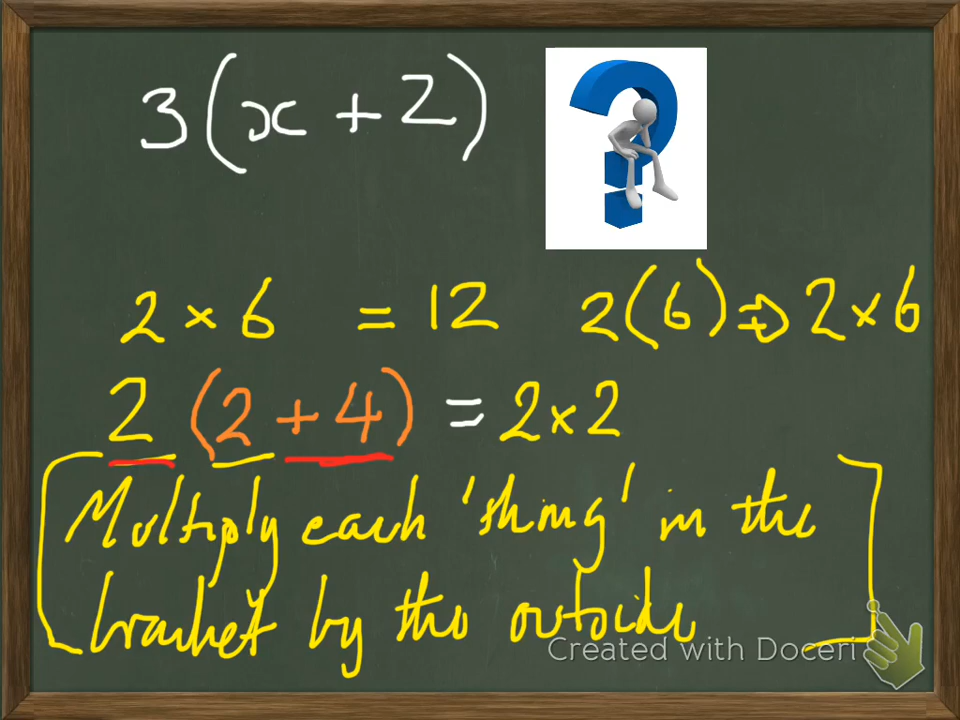 3(x + 2)
2 × 6 = 12 2(6) ⇒ 2 × 6
2 (2 + 4) = 2 × 2
Multiply each 'thing' in the
bracket by the outside
Created with Doceri